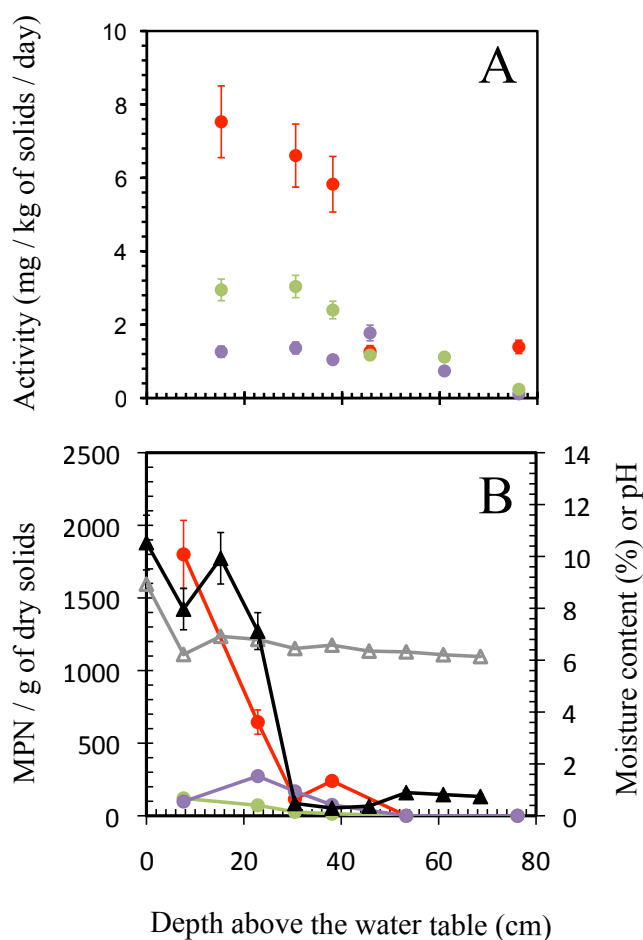 10
8
6
4
2
0
Activity (mg / kg of solids / day)
A
2500
2000
1500
1000
500
0
MPN / g of dry solids
B
14
12
10
8
6
4
2
0
Moisture content (%) or pH
0 20 40 60 80
Depth above the water table (cm)